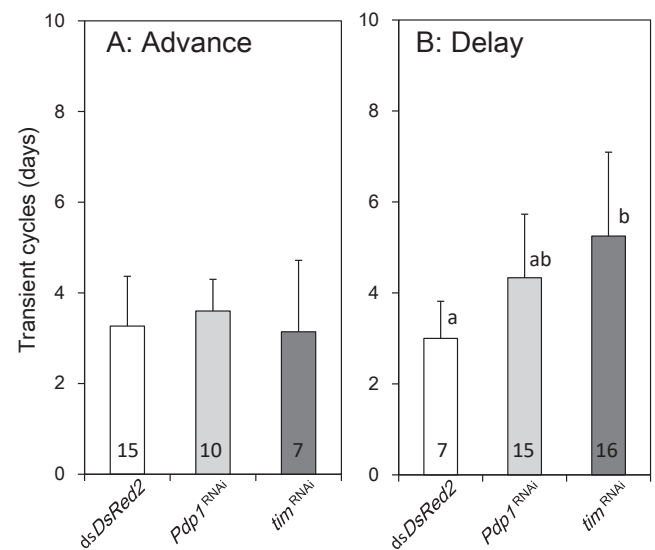 A: Advance
B: Delay
Transient cycles (days)
10
8
6
4
2
0
15
10
7
dsDsRed2
Pdp1RNAi
timRNAi
10
8
6
4
2
0
a
ab
b
7
15
16
dsDsRed2
Pdp1RNAi
timRNAi